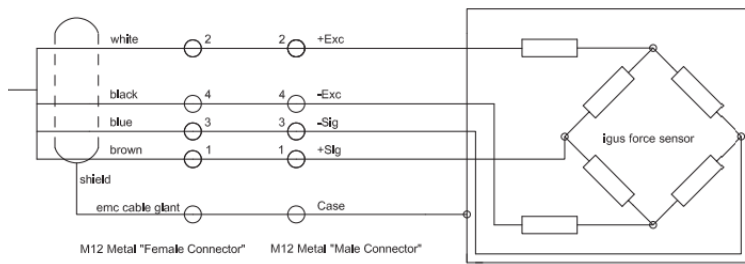 white 2 2 +Exc
black 4 4 -Exc
blue 3 3 -Sig
brown 1 1 +SIg
igus force sensor
shield
emc cable glant Case
M12 Metal "Female Connector" M12 Metal "Male Connector"